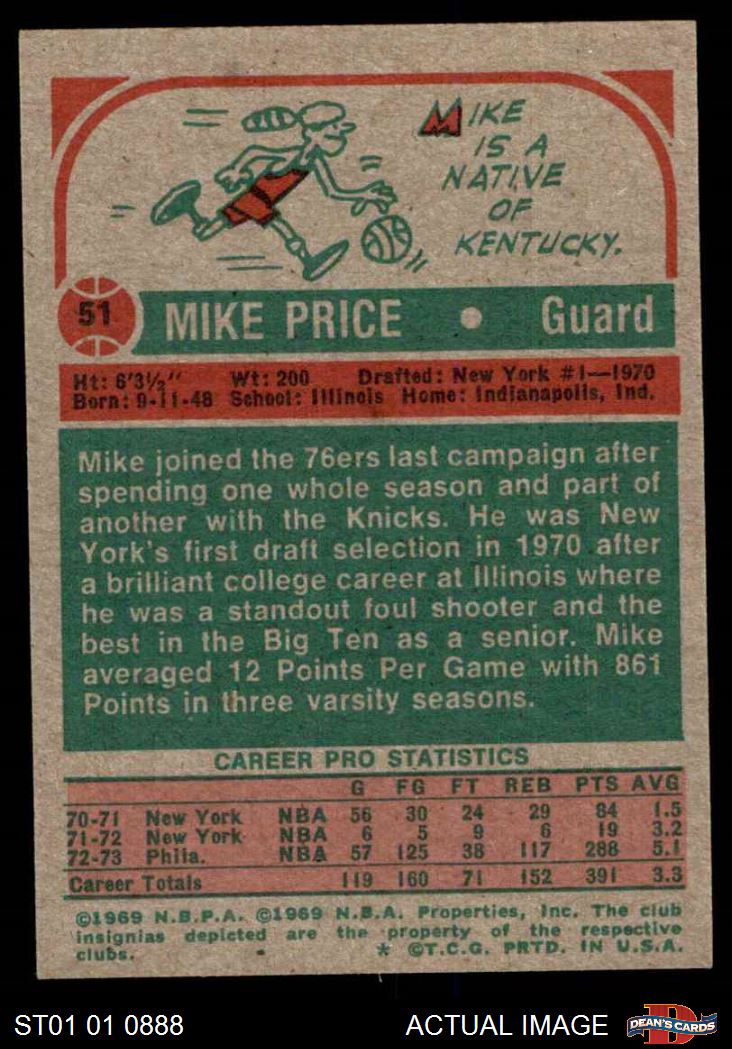 MIKE
IS A
NATIVE
OF
KENTUCKY.
51 MIKE PRICE • Guard
Ht: 6'3½" Wt: 200 Drafted: New York #1—1970
Born: 9-11-48 School: Illinois Home: Indianapolis, Ind.
Mike joined the 76ers last campaign after
spending one whole season and part of
another with the Knicks. He was New
York's first draft selection in 1970 after
a brilliant college career at Illinois where
he was a standout foul shooter and the
best in the Big Ten as a senior. Mike
averaged 12 Points Per Game with 861
Points in three varsity seasons.
CAREER PRO STATISTICS
G FG FT REB PTS AVG
70-71 New York NBA 56 30 24 29 84 1.5
71-72 New York NBA 6 5 9 6 19 3.2
72-73 Phila. NBA 57 125 38 117 288 5.1
Career Totals 119 160 71 152 391 3.3
©1969 N.B.P.A. ©1969 N.B.A. Properties, Inc. The club
insignias depicted are the property of the respective
clubs. * ©T.C.G. PRTD. IN U.S.A.
ST01 01 0888 ACTUAL IMAGE D DEAN'S CARDS